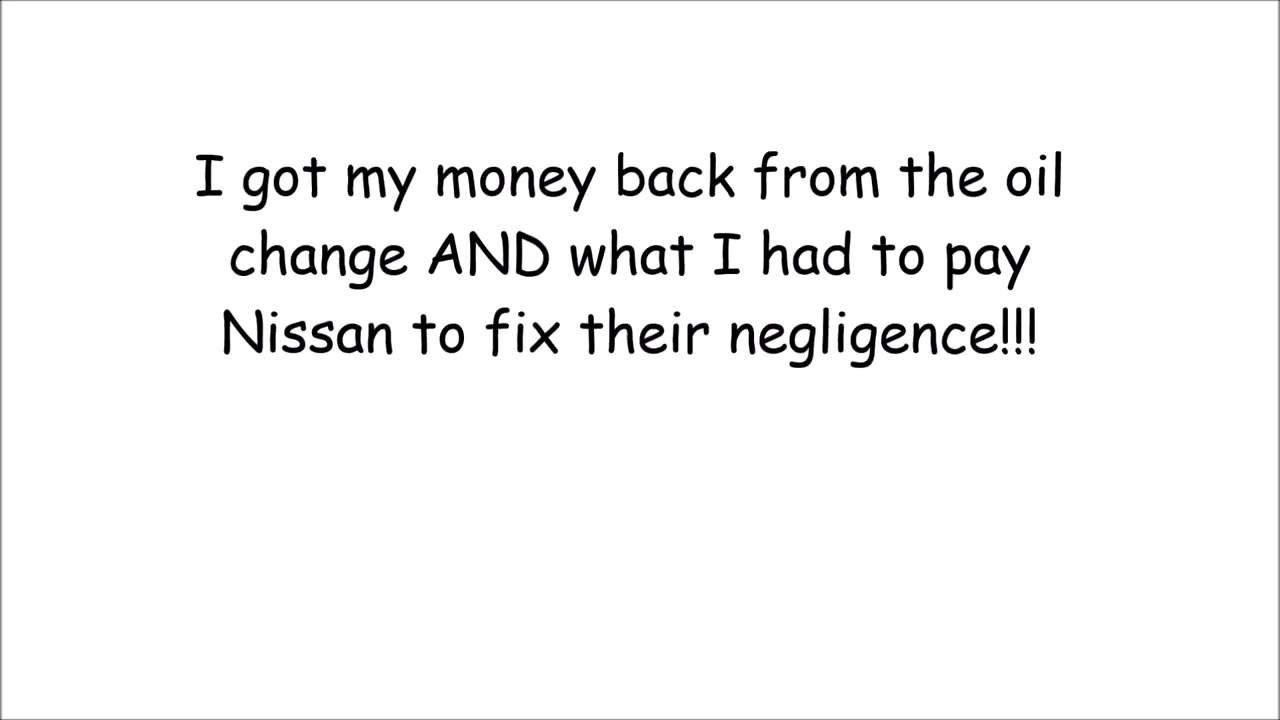 I got my money back from the oil
change AND what I had to pay
Nissan to fix their negligence!!!